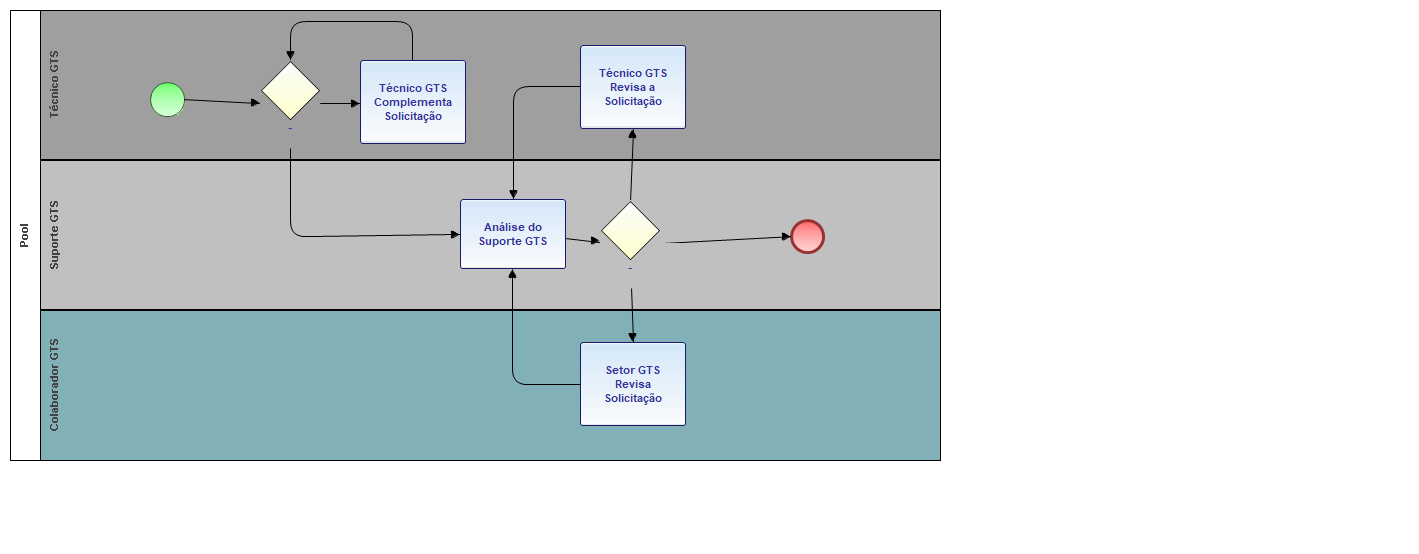 Pool
Técnico GTS
Técnico GTS
Complementa
Solicitação
-
Técnico GTS
Revisa a
Solicitação
Suporte GTS
Análise do
Suporte GTS
-
Colaborador GTS
Setor GTS
Revisa
Solicitação